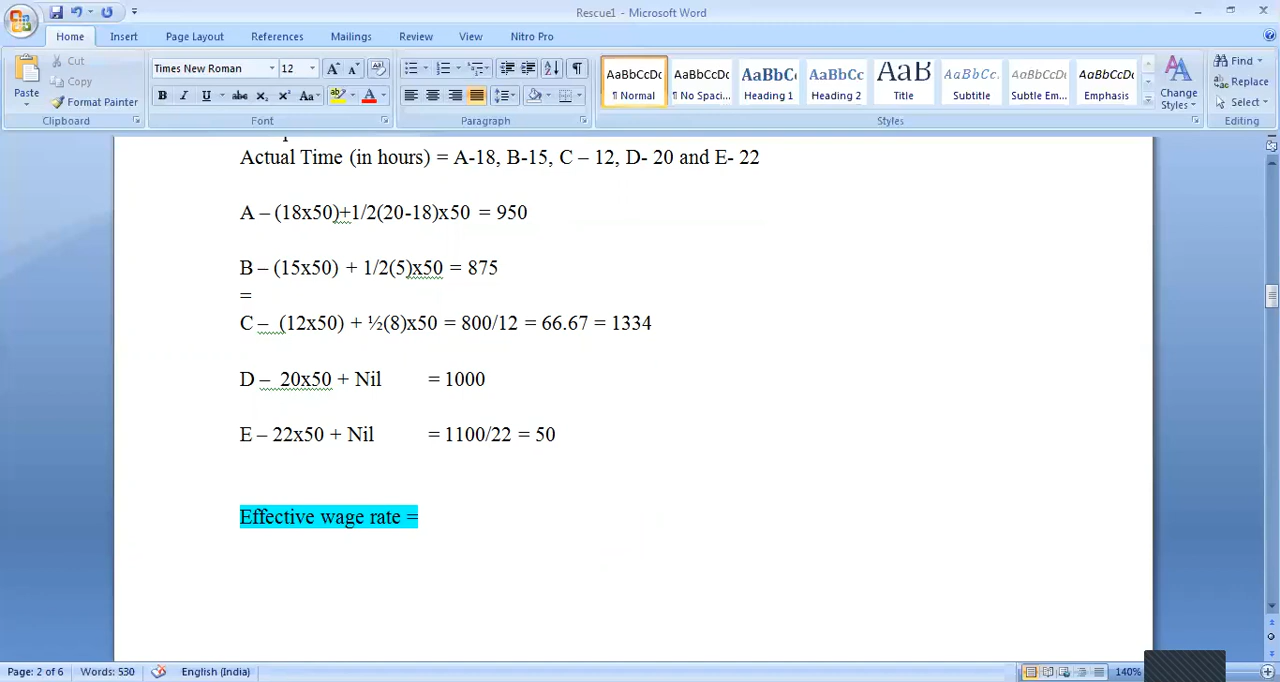 Rescue1 - Microsoft Word
Home Insert Page Layout References Mailings Review View Nitro Pro
Paste
Cut
Copy
Format Painter
Clipboard
Times New Roman 12
B I U abc X₂ X² Aa
Font
Paragraph
AaBbCcDc AaBbCcDc AaBbC AaBbCc AaB AaBbCc. AaBbCcDc AaBbCcDc
¶ Normal ¶ No Spaci... Heading 1 Heading 2 Title Subtitle Subtle Em... Emphasis
Styles
Change Styles
Find
Replace
Select
Editing
Actual Time (in hours) = A-18, B-15, C – 12, D- 20 and E- 22
A – (18x50)+1/2(20-18)x50 = 950
B – (15x50) + 1/2(5)x50 = 875
=
C – (12x50) + ½(8)x50 = 800/12 = 66.67 = 1334
D – 20x50 + Nil = 1000
E – 22x50 + Nil = 1100/22 = 50
Effective wage rate =
Page: 2 of 6 Words: 530 English (India) 140%